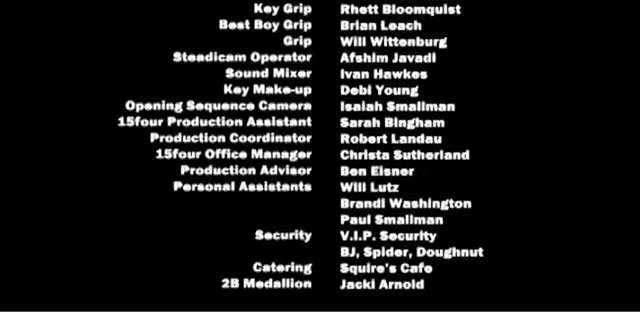 Key Grip Rhett Bloomquist
Best Boy Grip Brian Leach
Grip Will Wittenburg
Steadicam Operator Afshim Javadi
Sound Mixer Ivan Hawkes
Key Make-up Debi Young
Opening Sequence Camera Isaiah Smallman
15four Production Assistant Sarah Bingham
Production Coordinator Robert Landau
15four Office Manager Christa Sutherland
Production Advisor Ben Eisner
Personal Assistants Will Lutz
Brandi Washington
Paul Smallman
Security V.I.P. Security
BJ, Spider, Doughnut
Catering Squire's Cafe
2B Medallion Jacki Arnold